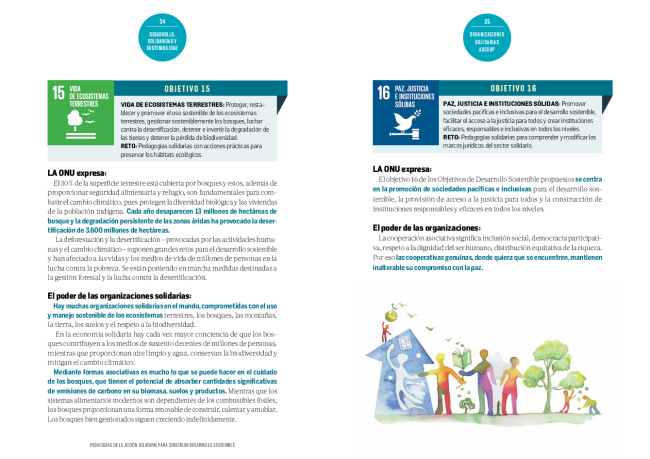 34
DESARROLLO,
SOLIDARIDAD Y
SOSTENIBILIDAD
15 VIDA
DE ECOSISTEMAS
TERRESTRES
OBJETIVO 15
VIDA DE ECOSISTEMAS TERRESTRES: Proteger, resta-
blecer y promover el uso sostenible de los ecosistemas
terrestres, gestionar sosteniblemente los bosques, luchar
contra la desertificación, detener e invertir la degradación de
las tierras y detener la pérdida de biodiversidad.
RETO: Pedagogías solidarias con acciones prácticas para
preservar los hábitats ecológicos.
LA ONU expresa:
El 30 % de la superficie terrestre está cubierta por bosques y estos, además de
proporcionar seguridad alimentaria y refugio, son fundamentales para com-
batir el cambio climático, pues protegen la diversidad biológica y las viviendas
de la población indígena. Cada año desaparecen 13 millones de hectáreas de
bosque y la degradación persistente de las zonas áridas ha provocado la deser-
tificación de 3.600 millones de hectáreas.
La deforestación y la desertificación –provocadas por las actividades huma-
nas y el cambio climático– suponen grandes retos para el desarrollo sostenible
y han afectado a las vidas y los medios de vida de millones de personas en la
lucha contra la pobreza. Se están poniendo en marcha medidas destinadas a
la gestión forestal y la lucha contra la desertificación.
El poder de las organizaciones solidarias:
Hay muchas organizaciones solidarias en el mundo, comprometidas con el uso
y manejo sostenible de los ecosistemas terrestres, los bosques, las montañas,
la tierra, los suelos y el respeto a la biodiversidad.
En la economía solidaria hay cada vez mayor conciencia de que los bos-
ques contribuyen a los medios de sustento decentes de millones de personas,
mientras que proporcionan aire limpio y agua, conservan la biodiversidad y
mitigan el cambio climático.
Mediante formas asociativas es mucho lo que se puede hacer en el cuidado
de los bosques, que tienen el potencial de absorber cantidades significativas
de emisiones de carbono en su biomasa, suelos y productos. Mientras que los
sistemas alimentarios modernos son dependientes de los combustibles fósiles,
los bosques proporcionan una forma renovable de construir, calentar y amoblar.
Los bosques bien gestionados siguen creciendo indefinidamente.
PEDAGOGÍAS DE LA ACCIÓN SOLIDARIA PARA CONSTRUIR DESARROLLO SOSTENIBLE
35
ORGANIZACIONES
SOLIDARIAS
ASCOOP
16 PAZ, JUSTICIA
E INSTITUCIONES
SÓLIDAS
OBJETIVO 16
PAZ, JUSTICIA E INSTITUCIONES SÓLIDAS: Promover
sociedades pacíficas e inclusivas para el desarrollo sostenible,
facilitar el acceso a la justicia para todos y crear instituciones
eficaces, responsables e inclusivas en todos los niveles.
RETO: Pedagogías solidarias para comprender y modificar los
marcos jurídicos del sector solidario.
LA ONU expresa:
El objetivo 16 de los Objetivos de Desarrollo Sostenible propuestos se centra
en la promoción de sociedades pacíficas e inclusivas para el desarrollo sos-
tenible, la provisión de acceso a la justicia para todos y la construcción de
instituciones responsables y eficaces en todos los niveles.
El poder de las organizaciones:
La cooperación asociativa significa inclusión social, democracia participati-
va, respeto a la dignidad del ser humano, distribución equitativa de la riqueza.
Por eso las cooperativas genuinas, donde quiera que se encuentren, mantienen
inalterable su compromiso con la paz.